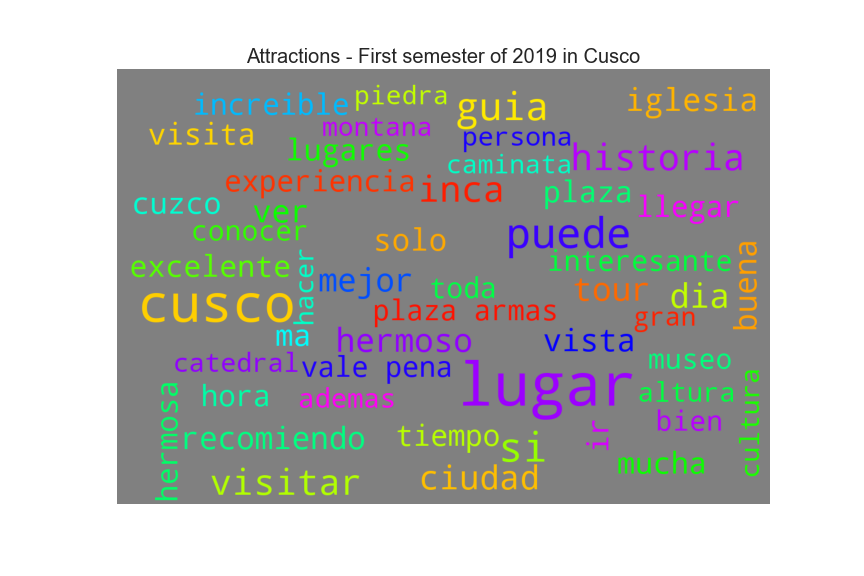 Attractions - First semester of 2019 in Cusco
increible
piedra
guia
iglesia
visita
montana
persona
lugares
caminata
historia
experiencia
inca
plaza
cuzco
ver
llegar
conocer
solo
puede
excelente
hacer
mejor
toda
interesante
tour
dia
buena
cusco
plaza armas
gran
ma
hermoso
vista
catedral
vale pena
lugar
museo
hora
ademas
altura
hermosa
recomiendo
tiempo
si
ir
bien
cultura
visitar
ciudad
mucha